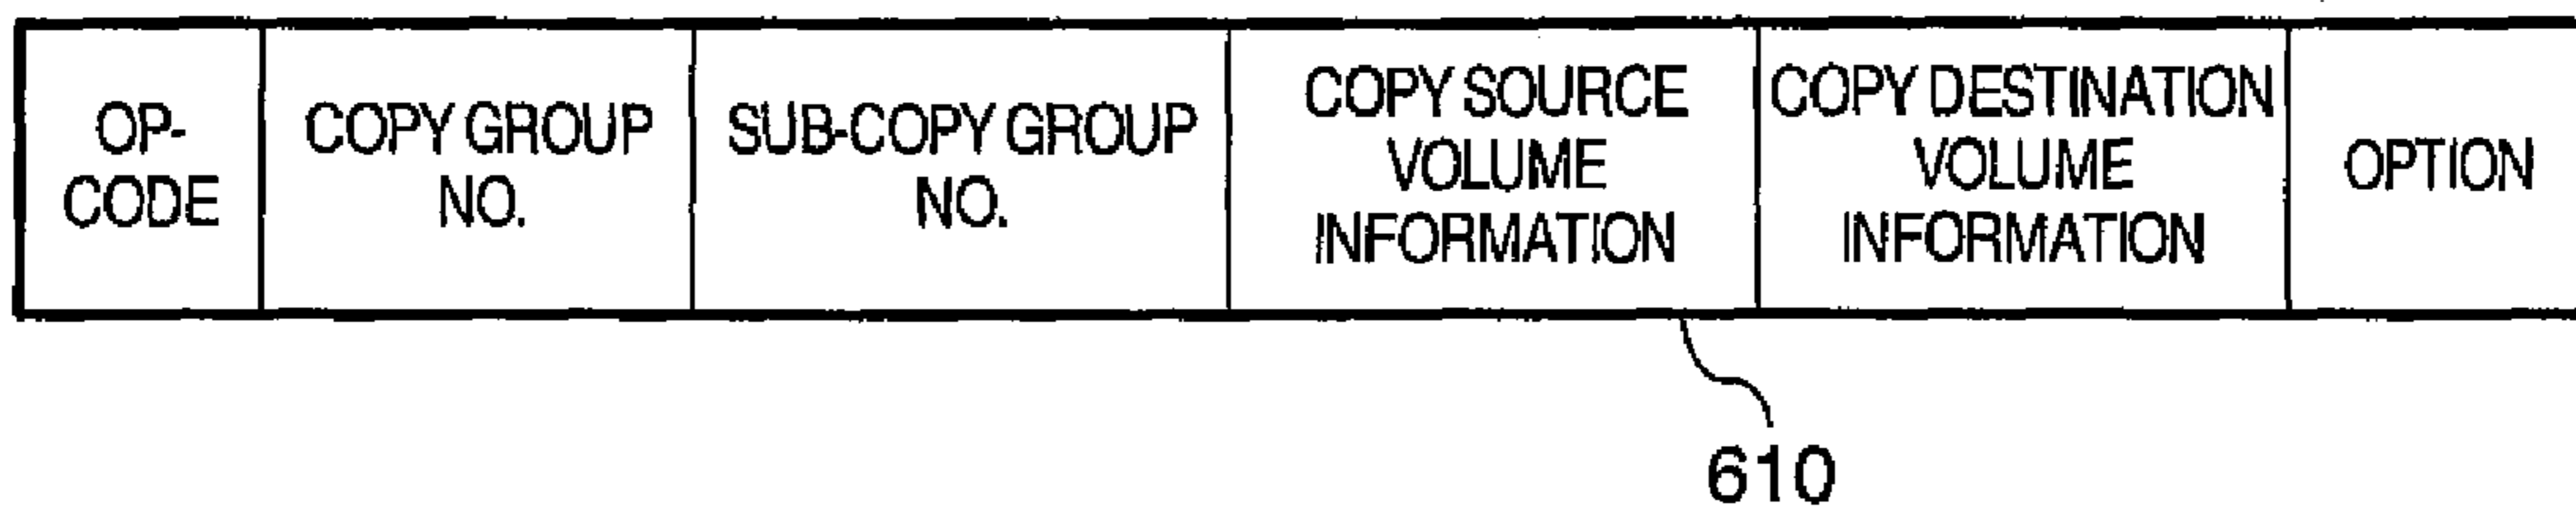 OP-
CODE
COPY GROUP
NO.
SUB-COPY GROUP
NO.
COPY SOURCE
VOLUME
INFORMATION
COPY DESTINATION
VOLUME
INFORMATION
OPTION
610